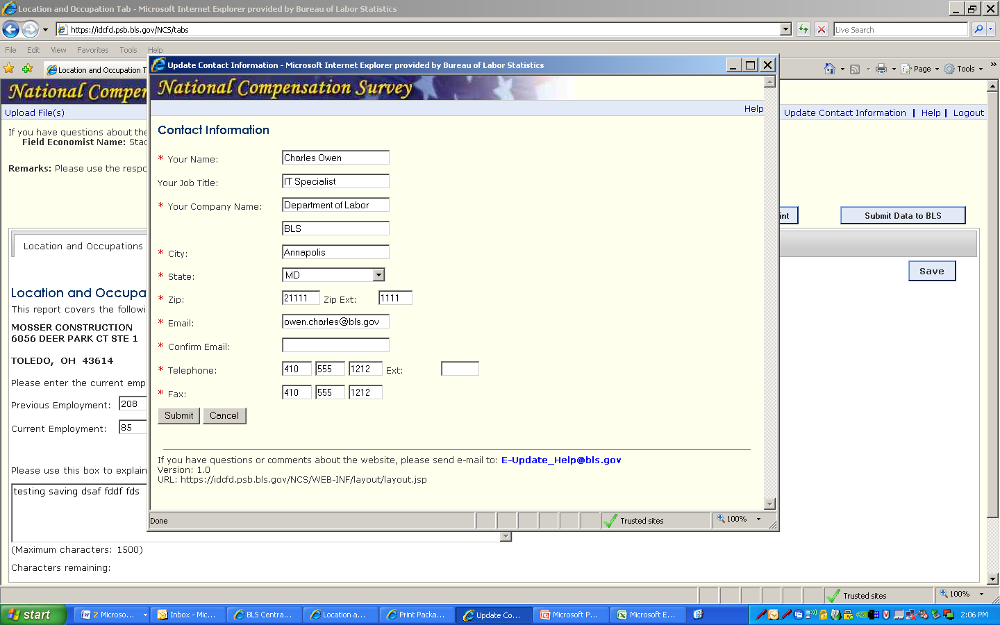 Location and Occupation Tab - Microsoft Internet Explorer provided by Bureau of Labor Statistics
https://idcfd.psb.bls.gov/NCS/tabs
Live Search
File Edit View Favorites Tools Help
Location and Occupation T
Page Tools
National Comper
Upload File(s)
Update Contact Information | Help | Logout
If you have questions about the
Field Economist Name: Stac
Remarks: Please use the respo
int
Submit Data to BLS
Location and Occupations
Save
Location and Occupa
This report covers the followi
MOSSER CONSTRUCTION
6056 DEER PARK CT STE 1
TOLEDO, OH 43614
Please enter the current emp
Previous Employment: 208
Current Employment: 85
Please use this box to explain
testing saving dsaf fddf fds
(Maximum characters: 1500)
Characters remaining:
Update Contact Information - Microsoft Internet Explorer provided by Bureau of Labor Statistics
National Compensation Survey
Help
Contact Information
* Your Name: Charles Owen
Your Job Title: IT Specialist
* Your Company Name: Department of Labor
BLS
* City: Annapolis
* State: MD
* Zip: 21111 Zip Ext: 1111
* Email: owen.charles@bls.gov
* Confirm Email:
* Telephone: 410 555 1212 Ext:
* Fax: 410 555 1212
Submit Cancel
If you have questions or comments about the website, please send e-mail to: E-Update_Help@bls.gov
Version: 1.0
URL: https://idcfd.psb.bls.gov/NCS/WEB-INF/layout/layout.jsp
Done Trusted sites 100%
Trusted sites 100%
start 2 Microso... Inbox - Mic... BLS Centra... Location a... Print Packa... Update Co... Microsoft P... Microsoft E... 2:06 PM